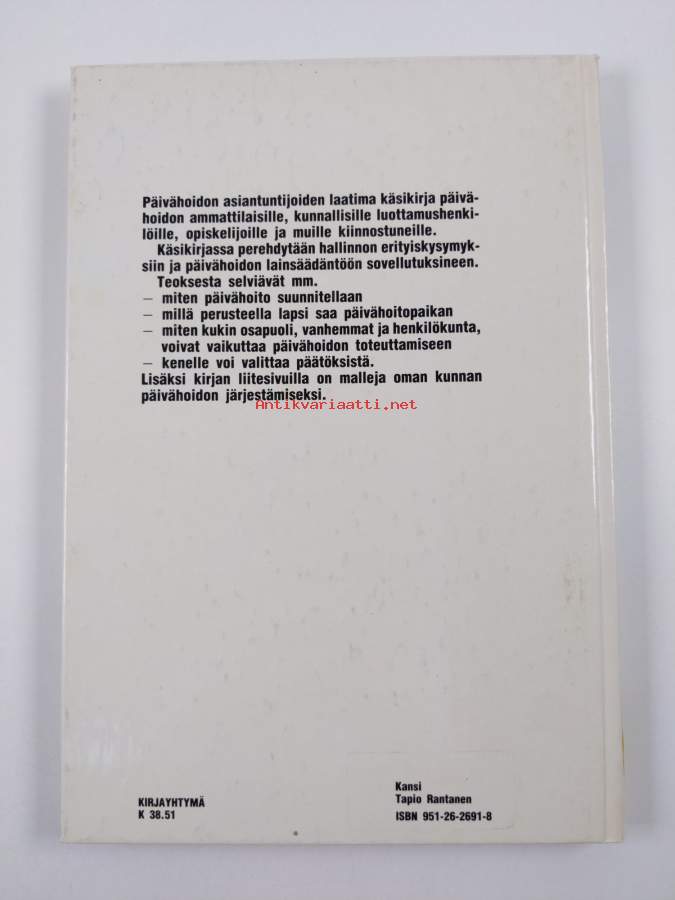 Päivähoidon asiantuntijoiden laatima käsikirja päivä-
hoidon ammattilaisille, kunnallisille luottamushenki-
löille, opiskelijoille ja muille kiinnostuneille.
Käsikirjassa perehdytään hallinnon erityiskysymyk-
siin ja päivähoidon lainsäädäntöön sovellutuksineen.
Teoksesta selviävät mm.
– miten päivähoito suunnitellaan
– millä perusteella lapsi saa päivähoitopaikan
– miten kukin osapuoli, vanhemmat ja henkilökunta,
voivat vaikuttaa päivähoidon toteuttamiseen
– kenelle voi valittaa päätöksistä.
Lisäksi kirjan liitesivuilla on malleja oman kunnan
päivähoidon järjestämiseksi.
Antikvariaatti.net
KIRJAYHTYMÄ
K 38.51
Kansi
Tapio Rantanen
ISBN 951-26-2691-8